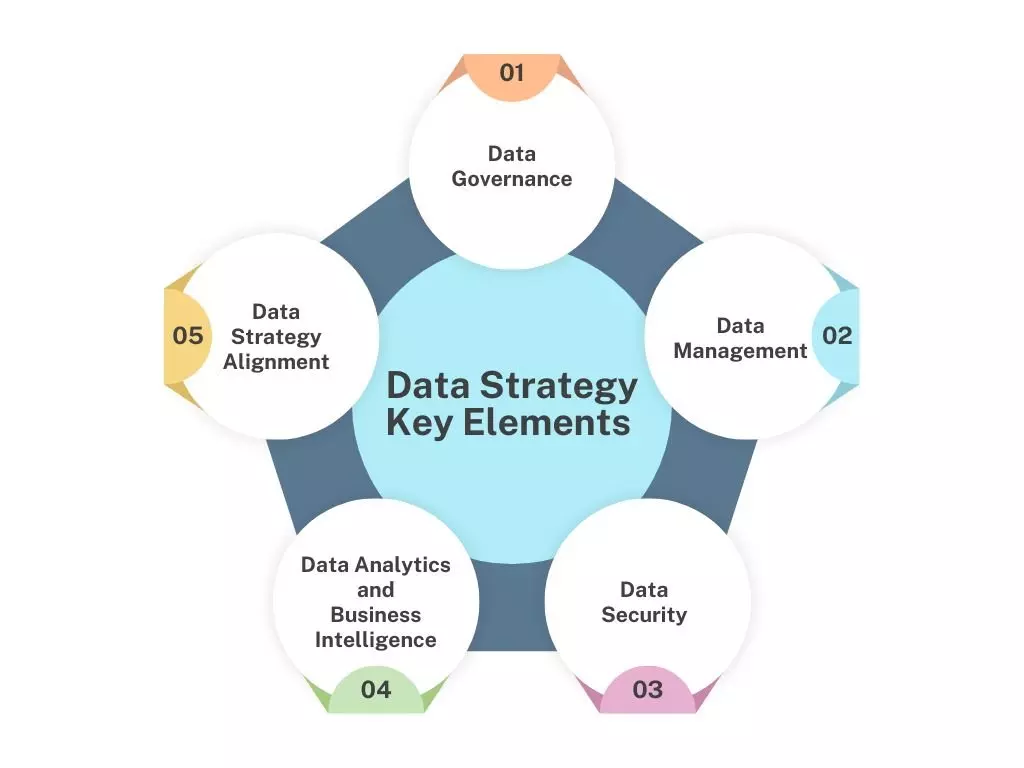 01
Data
Governance
Data
Management
02
Data
Security
03
Data Analytics
and
Business
Intelligence
04
05
Data
Strategy
Alignment
Data Strategy
Key Elements